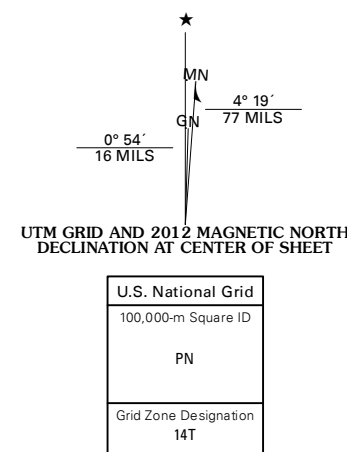 ★
MN
4° 19´
77 MILS
GN
0° 54´
16 MILS
UTM GRID AND 2012 MAGNETIC NORTH
DECLINATION AT CENTER OF SHEET
U.S. National Grid
100,000-m Square ID
PN
Grid Zone Designation
14T